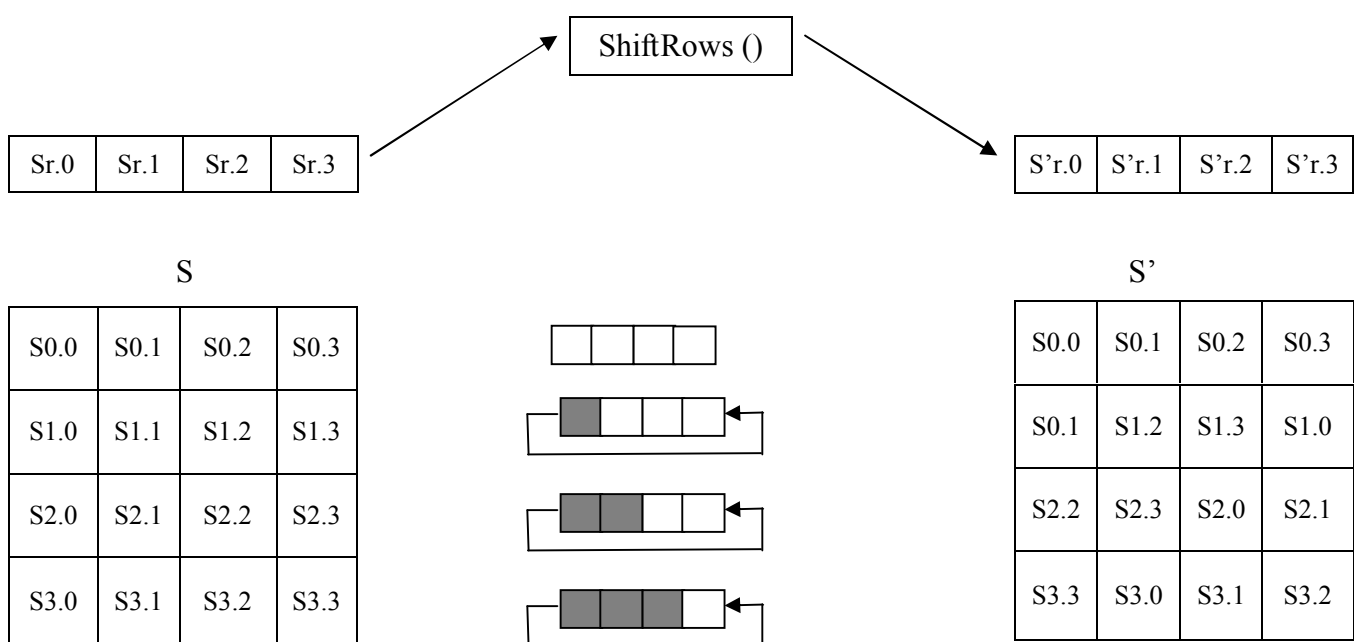 ShiftRows ()
Sr.0 Sr.1 Sr.2 Sr.3
S’r.0 S’r.1 S’r.2 S’r.3
S
S’
S0.0 S0.1 S0.2 S0.3
S1.0 S1.1 S1.2 S1.3
S2.0 S2.1 S2.2 S2.3
S3.0 S3.1 S3.2 S3.3
S0.0 S0.1 S0.2 S0.3
S0.1 S1.2 S1.3 S1.0
S2.2 S2.3 S2.0 S2.1
S3.3 S3.0 S3.1 S3.2